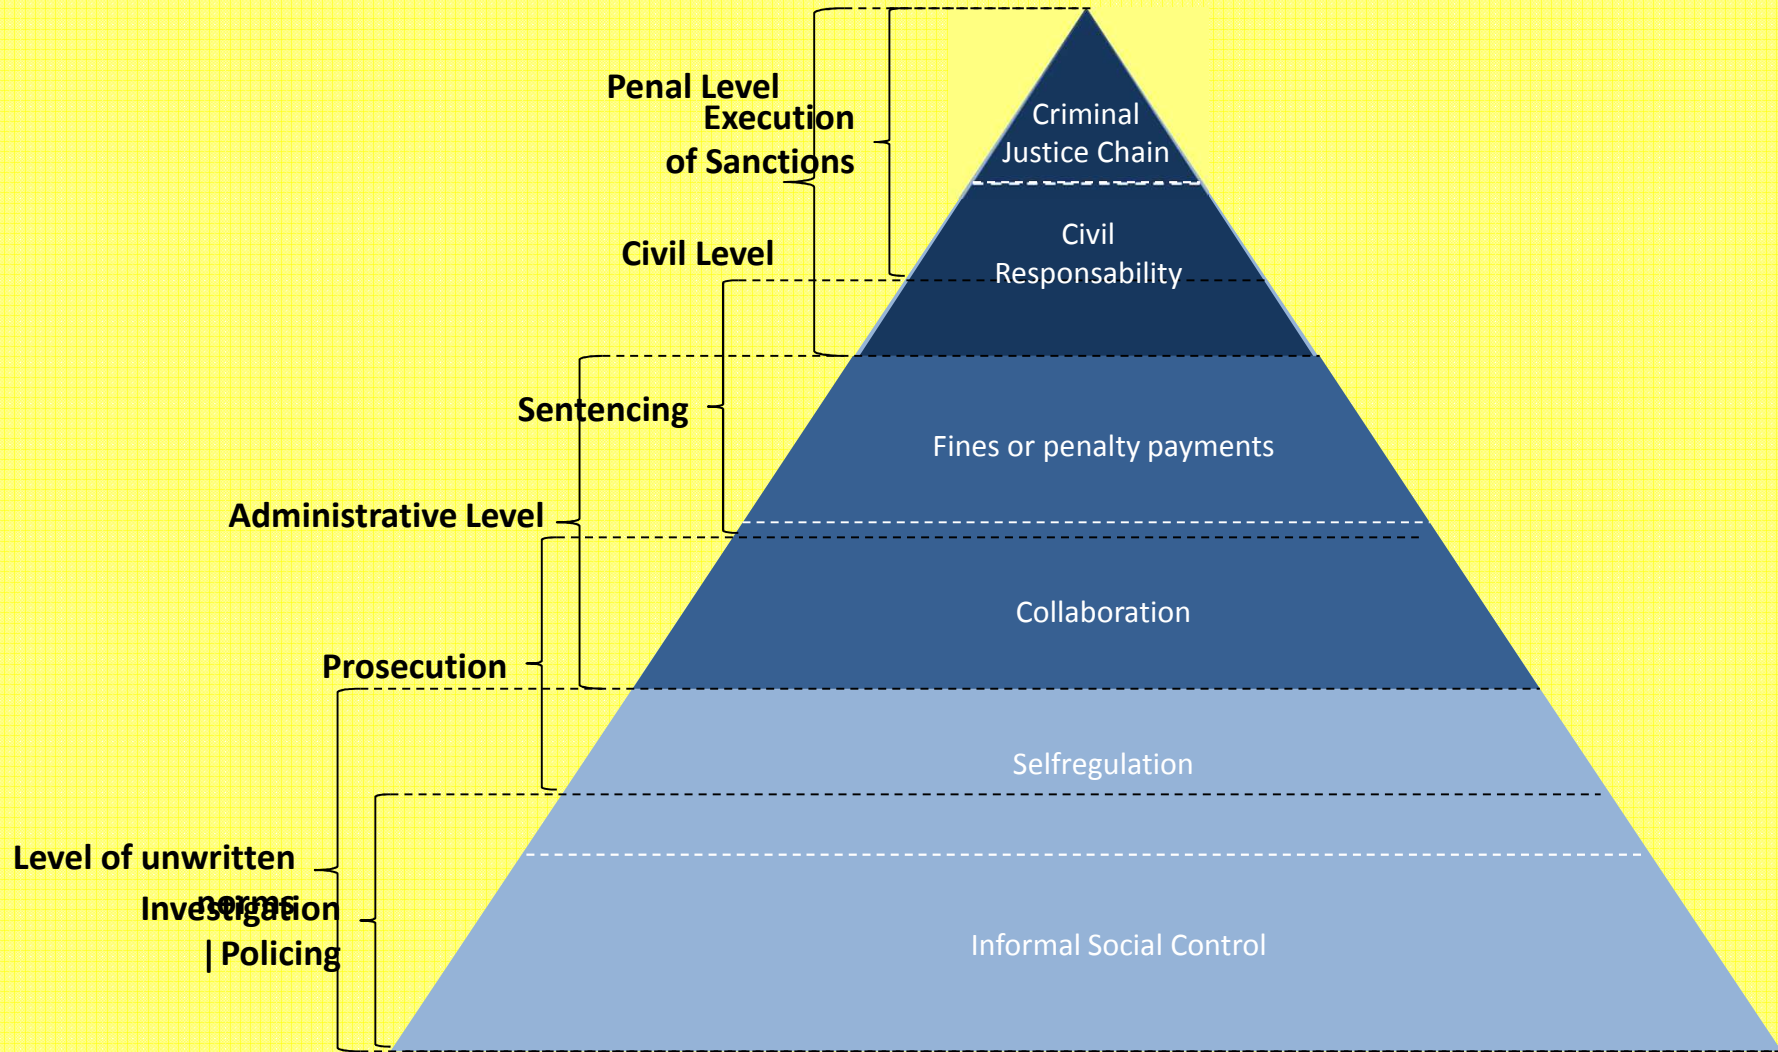 Penal Level
Execution
of Sanctions
Criminal
Justice Chain
Civil Level
Civil
Responsability
Sentencing
Fines or penalty payments
Administrative Level
Collaboration
Prosecution
Selfregulation
Level of unwritten
norms
Investigation
| Policing
Informal Social Control